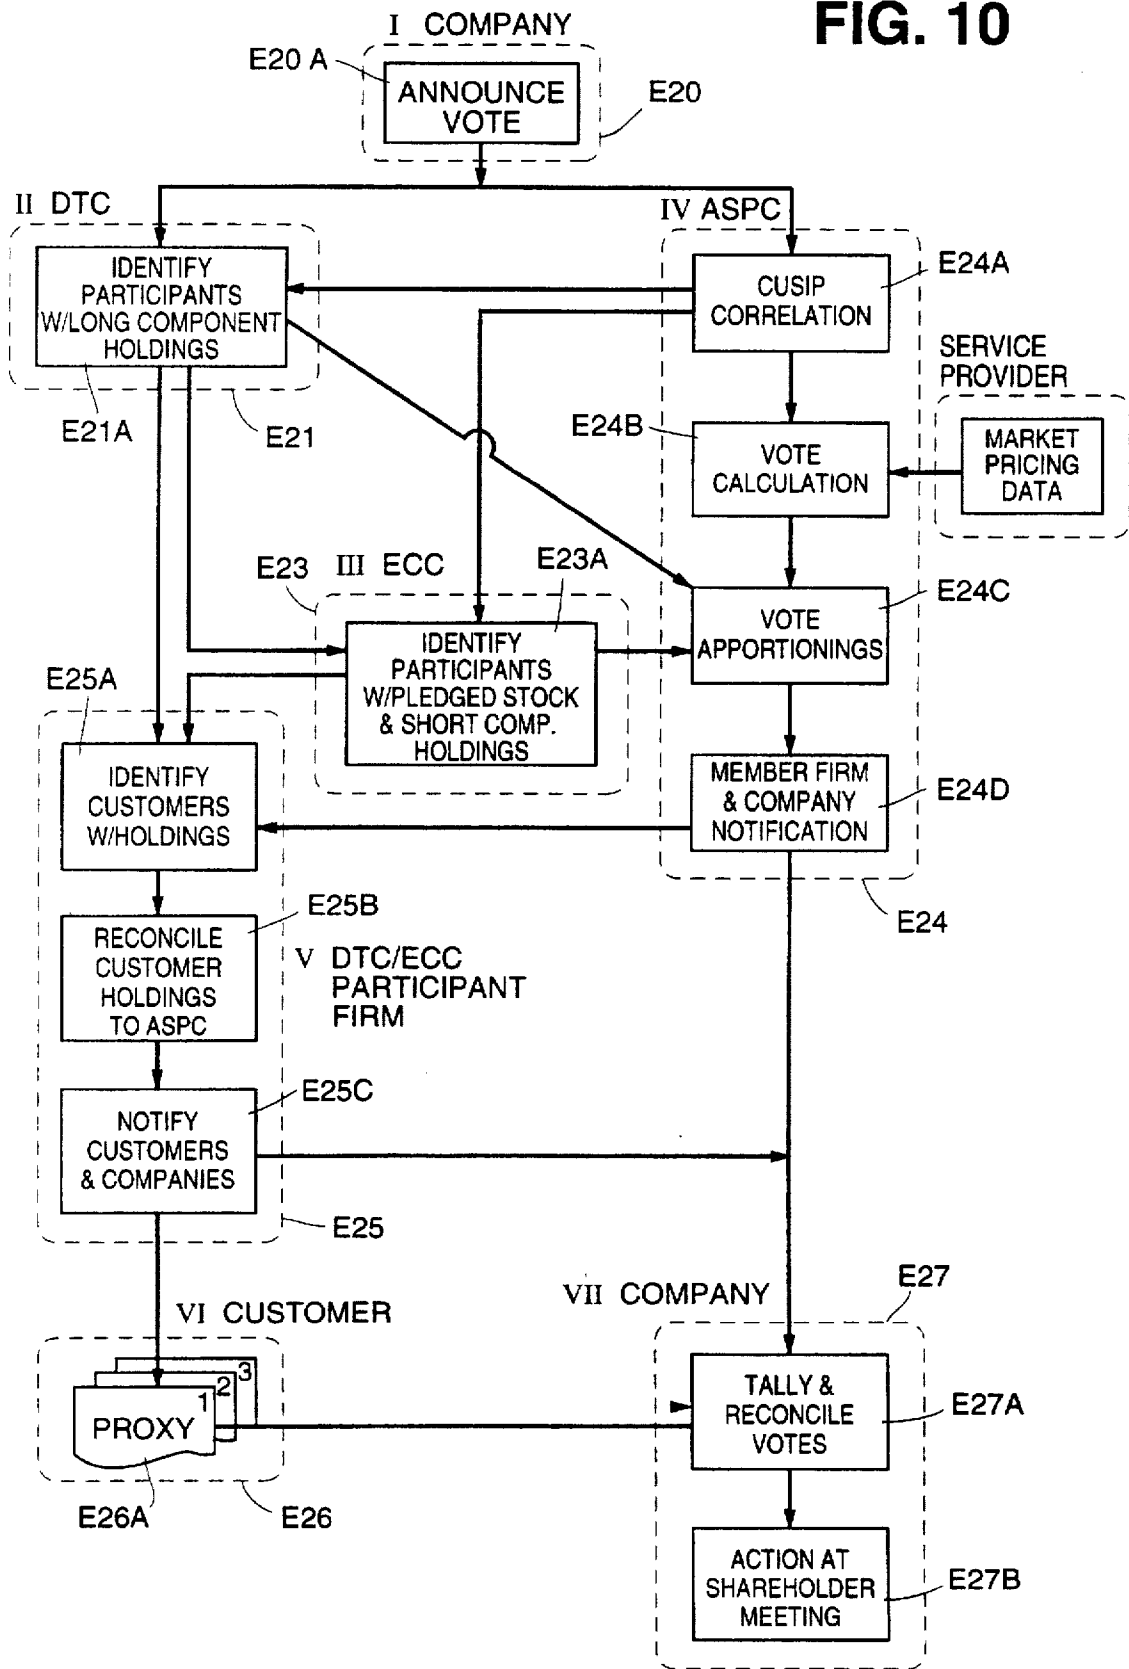 FIG. 10
I COMPANY
E20 A
ANNOUNCE
VOTE
E20
II DTC
IDENTIFY
PARTICIPANTS
W/LONG COMPONENT
HOLDINGS
E21A
E21
IV ASPC
CUSIP
CORRELATION
E24A
SERVICE
PROVIDER
MARKET
PRICING
DATA
E24B
VOTE
CALCULATION
E23
III ECC
E23A
IDENTIFY
PARTICIPANTS
W/PLEDGED STOCK
& SHORT COMP.
HOLDINGS
VOTE
APPORTIONINGS
E24C
MEMBER FIRM
& COMPANY
NOTIFICATION
E24D
E24
E25A
IDENTIFY
CUSTOMERS
W/HOLDINGS
E25B
RECONCILE
CUSTOMER
HOLDINGS
TO ASPC
V DTC/ECC
PARTICIPANT
FIRM
E25C
NOTIFY
CUSTOMERS
& COMPANIES
E25
VI CUSTOMER
3
2
1
PROXY
E26A
E26
VII COMPANY
E27
TALLY &
RECONCILE
VOTES
E27A
ACTION AT
SHAREHOLDER
MEETING
E27B